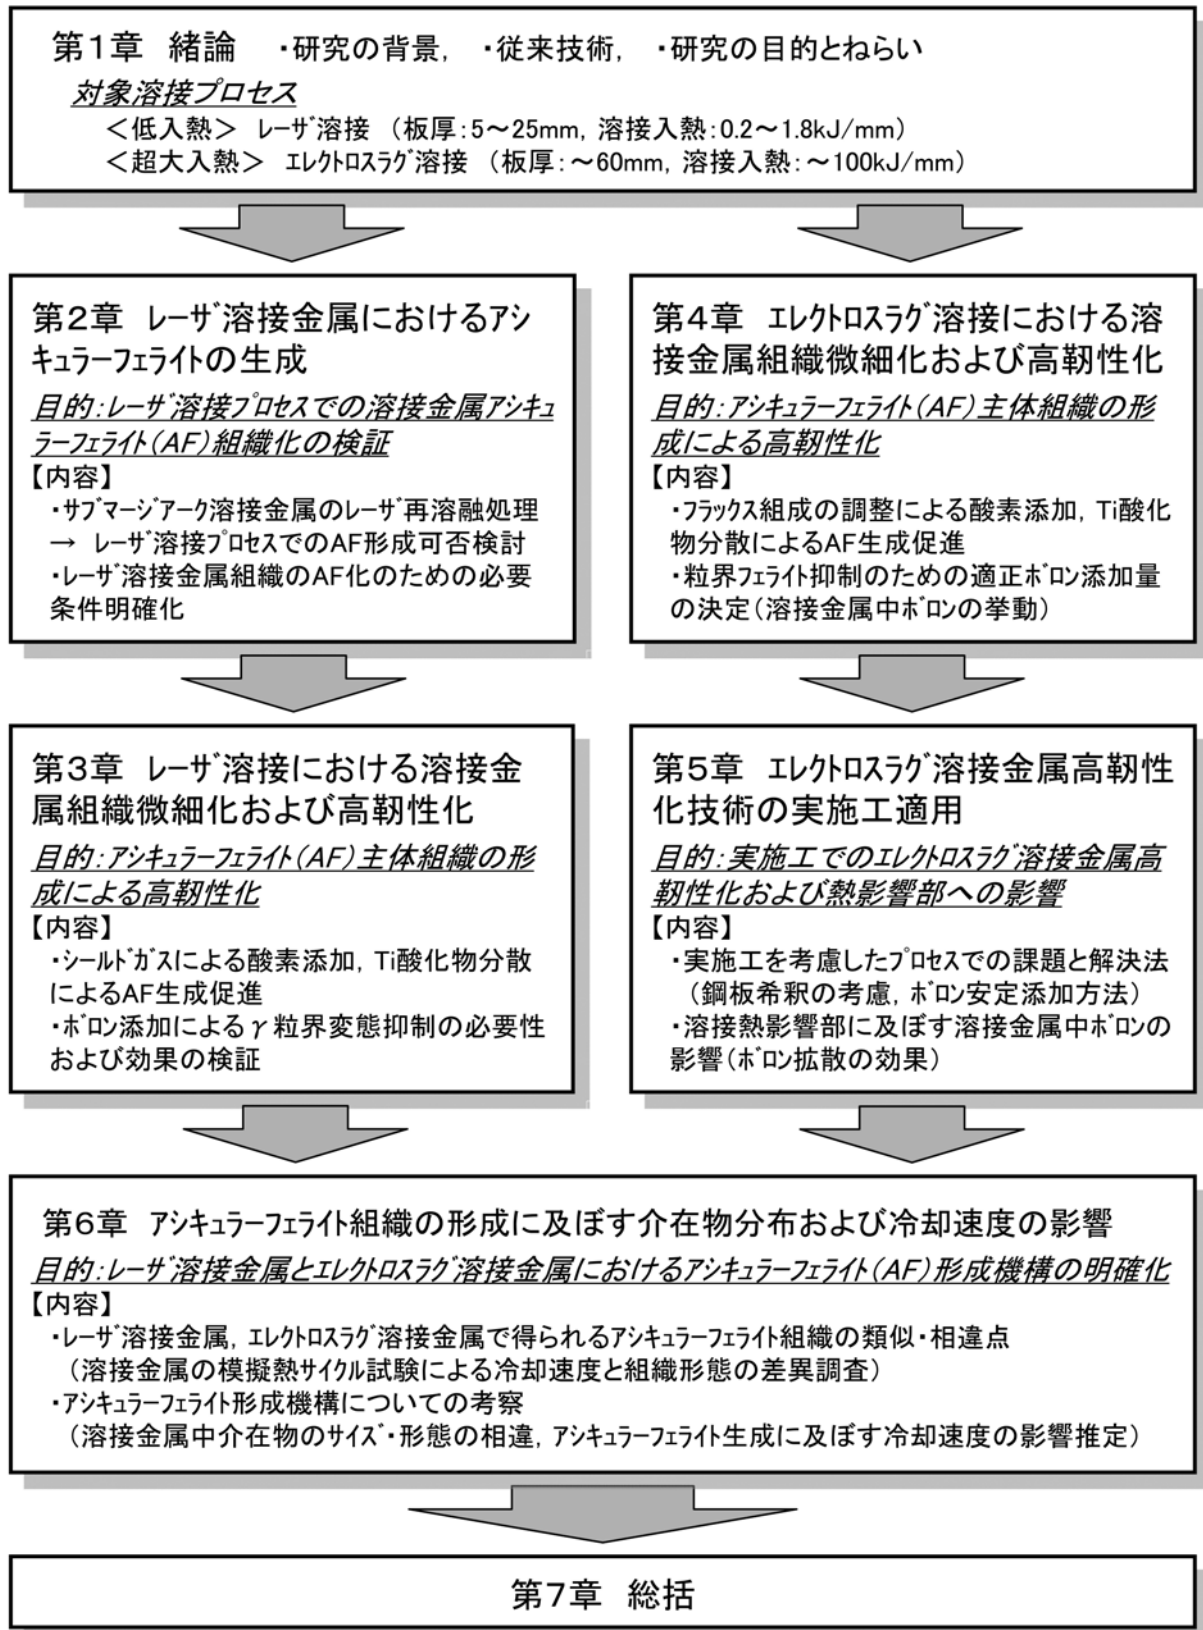 第1章 緒論 ・研究の背景, ・従来技術, ・研究の目的とねらい
対象溶接プロセス
＜低入熱＞ レーザ溶接 （板厚：5～25mm, 溶接入熱：0.2～1.8kJ/mm）
＜超大入熱＞ エレクトロスラグ溶接 （板厚：～60mm, 溶接入熱：～100kJ/mm）
第2章 レーザ溶接金属におけるアシ
キュラーフェライトの生成
目的：レーザ溶接プロセスでの溶接金属アシキュ
ラーフェライト（AF）組織化の検証
【内容】
・サブマージアーク溶接金属のレーザ再溶融処理
→ レーザ溶接プロセスでのAF形成可否検討
・レーザ溶接金属組織のAF化のための必要
条件明確化
第3章 レーザ溶接における溶接金
属組織微細化および高靭性化
目的：アシキュラーフェライト（AF）主体組織の形
成による高靭性化
【内容】
・シールドガスによる酸素添加, Ti酸化物分散
によるAF生成促進
・ボロン添加によるγ粒界変態抑制の必要性
および効果の検証
第4章 エレクトロスラグ溶接における溶
接金属組織微細化および高靭性化
目的：アシキュラーフェライト（AF）主体組織の形
成による高靭性化
【内容】
・フラックス組成の調整による酸素添加, Ti酸化
物分散によるAF生成促進
・粒界フェライト抑制のための適正ボロン添加量
の決定（溶接金属中ボロンの挙動）
第5章 エレクトロスラグ溶接金属高靭性
化技術の実施工適用
目的：実施工でのエレクトロスラグ溶接金属高
靭性化および熱影響部への影響
【内容】
・実施工を考慮したプロセスでの課題と解決法
（鋼板希釈の考慮, ボロン安定添加方法）
・溶接熱影響部に及ぼす溶接金属中ボロンの
影響（ボロン拡散の効果）
第6章 アシキュラーフェライト組織の形成に及ぼす介在物分布および冷却速度の影響
目的：レーザ溶接金属とエレクトロスラグ溶接金属におけるアシキュラーフェライト（AF）形成機構の明確化
【内容】
・レーザ溶接金属, エレクトロスラグ溶接金属で得られるアシキュラーフェライト組織の類似・相違点
（溶接金属の模擬熱サイクル試験による冷却速度と組織形態の差異調査）
・アシキュラーフェライト形成機構についての考察
（溶接金属中介在物のサイズ・形態の相違, アシキュラーフェライト生成に及ぼす冷却速度の影響推定）
第7章 総括